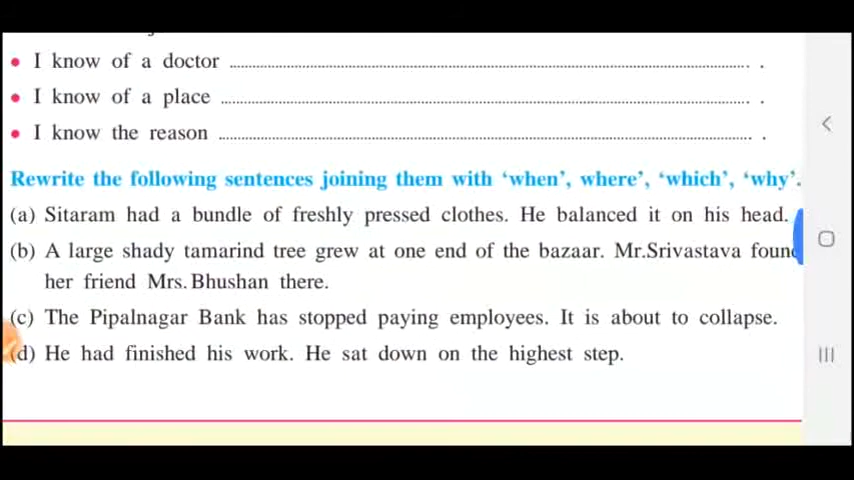 • I know of a doctor .................................................. .
• I know of a place .................................................. .
• I know the reason .................................................. .
Rewrite the following sentences joining them with ‘when’, where’, ‘which’, ‘why’.
(a) Sitaram had a bundle of freshly pressed clothes. He balanced it on his head.
(b) A large shady tamarind tree grew at one end of the bazaar. Mr.Srivastava found
her friend Mrs. Bhushan there.
(c) The Pipalnagar Bank has stopped paying employees. It is about to collapse.
(d) He had finished his work. He sat down on the highest step.